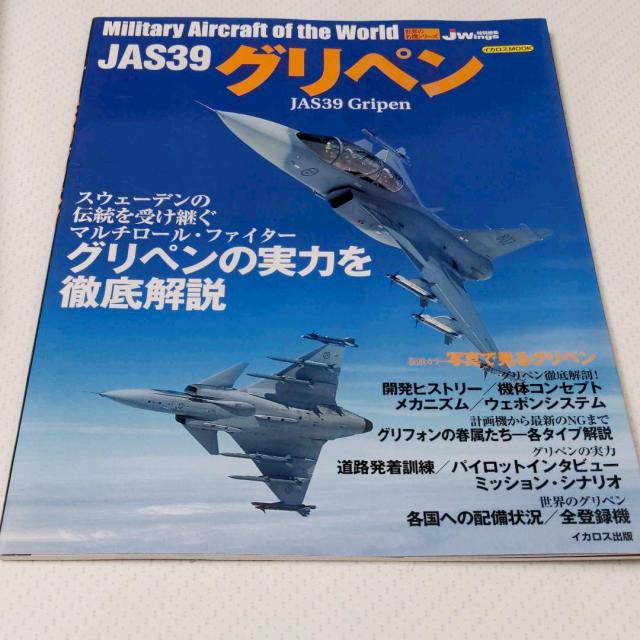 Military Aircraft of the World
世界の名機シリーズ
JWings 特別編集
イカロスMOOK
JAS39 グリペン
JAS39 Gripen
スウェーデンの
伝統を受け継ぐ
マルチロール・ファイター
グリペンの実力を
徹底解説
巻頭カラー 写真で見るグリペン
グリペン徹底解剖!
開発ヒストリー/機体コンセプト
メカニズム/ウェポンシステム
計画機から最新のNGまで
グリフォンの眷属たち―各タイプ解説
グリペンの実力
道路発着訓練/パイロットインタビュー
ミッション・シナリオ
世界のグリペン
各国への配備状況/全登録機
イカロス出版